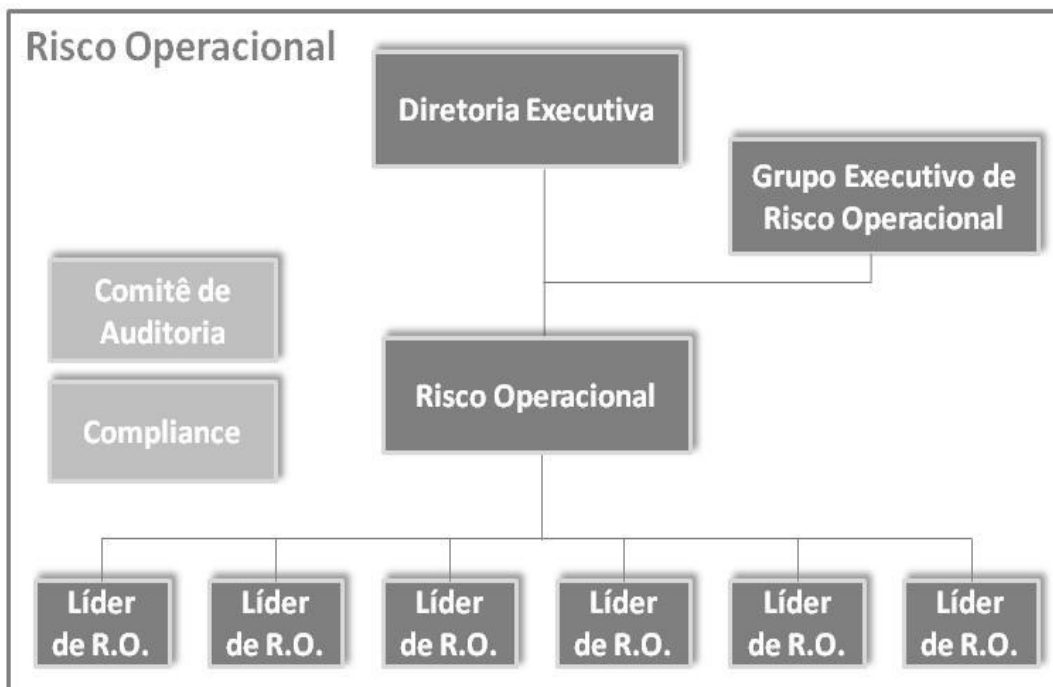 Risco Operacional
Diretoria Executiva
Grupo Executivo de
Risco Operacional
Comitê de
Auditoria
Compliance
Risco Operacional
Líder
de R.O.
Líder
de R.O.
Líder
de R.O.
Líder
de R.O.
Líder
de R.O.
Líder
de R.O.